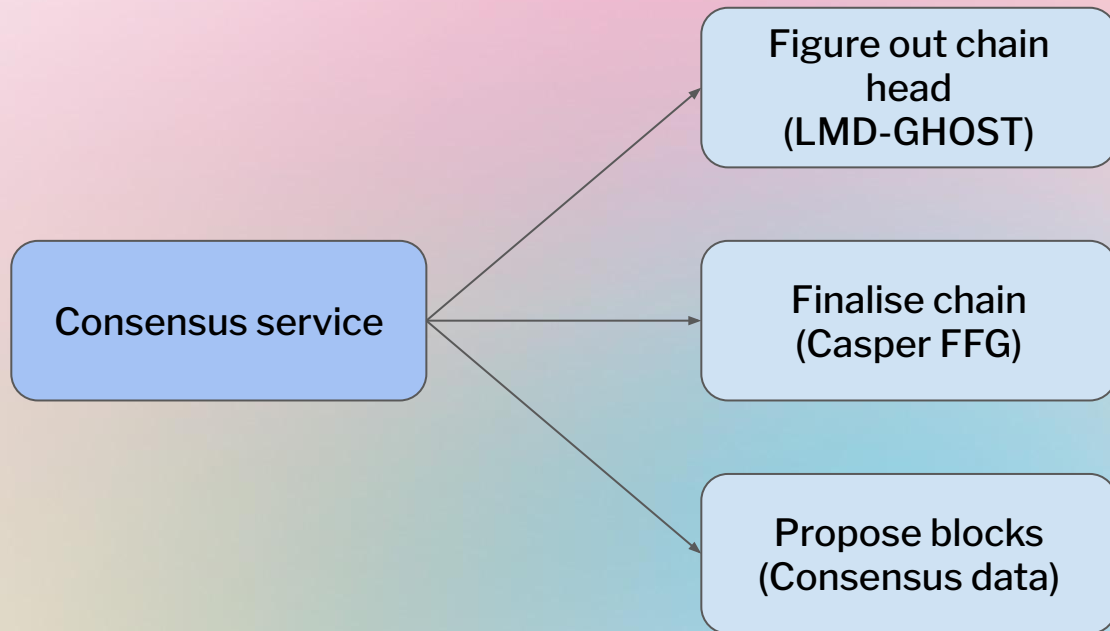 Figure out chain
head
(LMD-GHOST)
Consensus service
Finalise chain
(Casper FFG)
Propose blocks
(Consensus data)